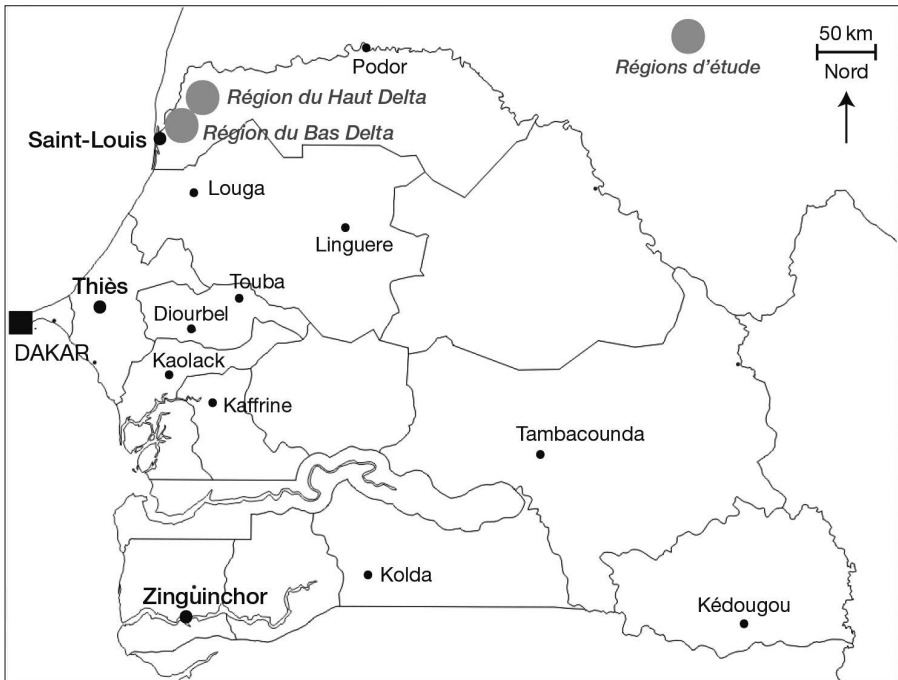 50 km
Nord
Régions d’étude
Podor
Région du Haut Delta
Région du Bas Delta
Saint-Louis
Louga
Linguere
Touba
Thiès
Diourbel
DAKAR
Kaolack
Kaffrine
Tambacounda
Kolda
Zinguinchor
Kédougou